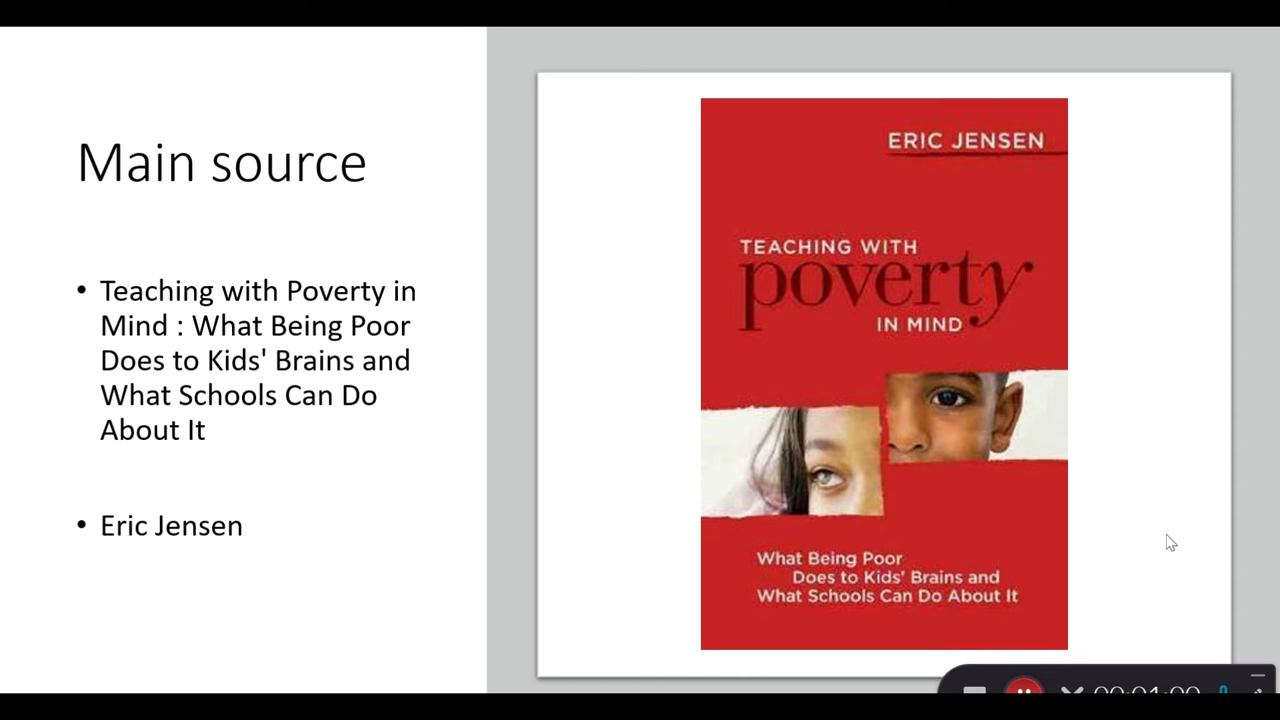 Main source
• Teaching with Poverty in
Mind : What Being Poor
Does to Kids' Brains and
What Schools Can Do
About It
• Eric Jensen
ERIC JENSEN
TEACHING WITH
poverty
IN MIND
What Being Poor
Does to Kids' Brains and
What Schools Can Do About It